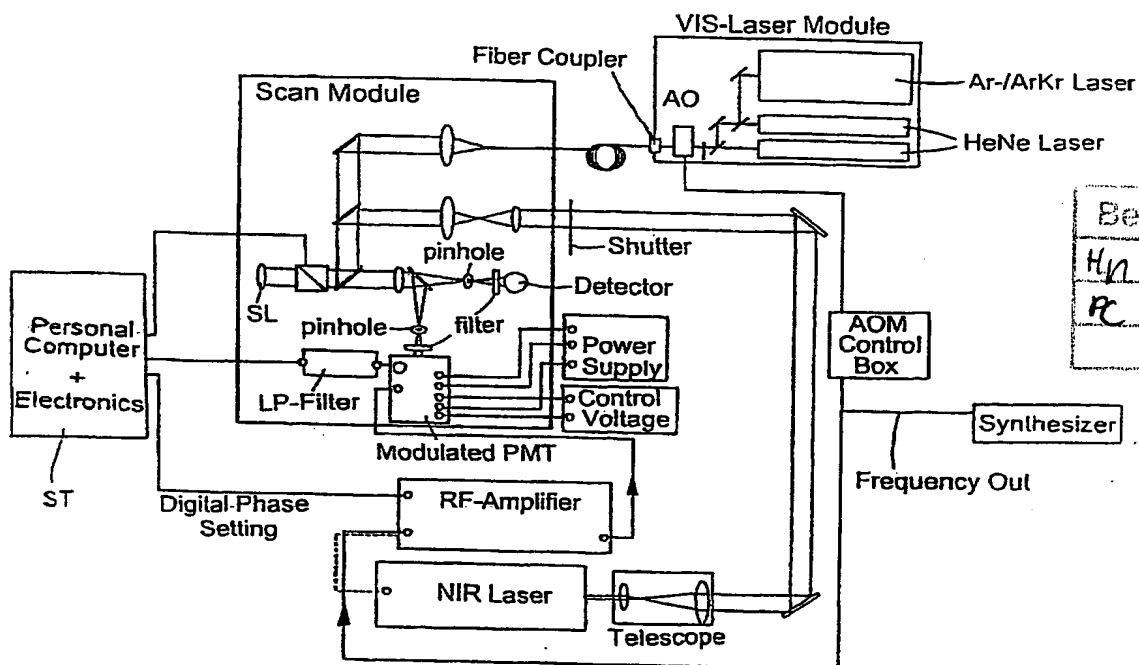 VIS-Laser Module
Fiber Coupler
AO
Ar-/ArKr Laser
HeNe Laser
Scan Module
Shutter
pinhole
Detector
SL
filter
pinhole
Personal
Computer
+
Electronics
LP-Filter
Power
Supply
Control
Voltage
Modulated PMT
AOM
Control
Box
Synthesizer
Frequency Out
ST
Digital-Phase
Setting
RF-Amplifier
NIR Laser
Telescope
Be